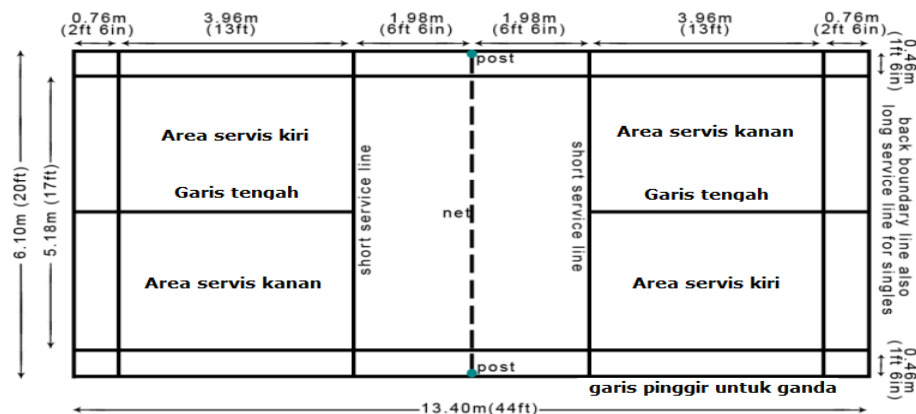 0.76m
(2ft 6in)
3.96m
(13ft)
1,98m
(6ft 6in)
1.98m
(6ft 6in)
3.96m
(13ft)
0.76m
(2ft 6in)
0.46m
(1ft 6in)
post
6.10m (20ft)
5.18m (17ft)
Area servis kiri
Garis tengah
Area servis kanan
short service line
net
short service line
Area servis kanan
Garis tengah
Area servis kiri
back boundary line also
long service line for singles
post
0.46m
(1ft 6in)
garis pinggir untuk ganda
13.40m(44ft)